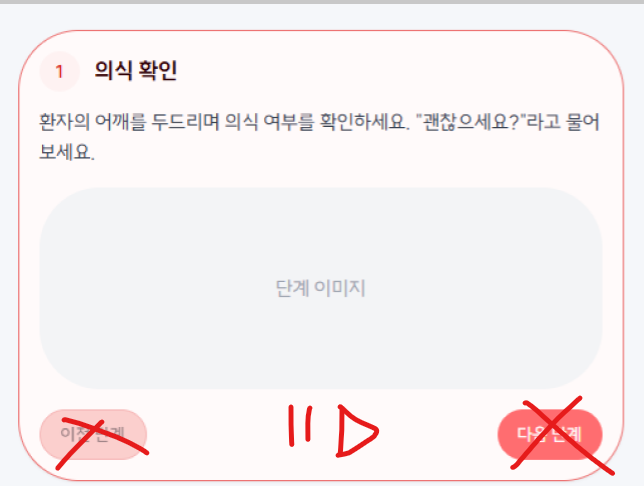 1 의식 확인
환자의 어깨를 두드리며 의식 여부를 확인하세요. "괜찮으세요?"라고 물어
보세요.
단계 이미지
이전 단계 다음 단계